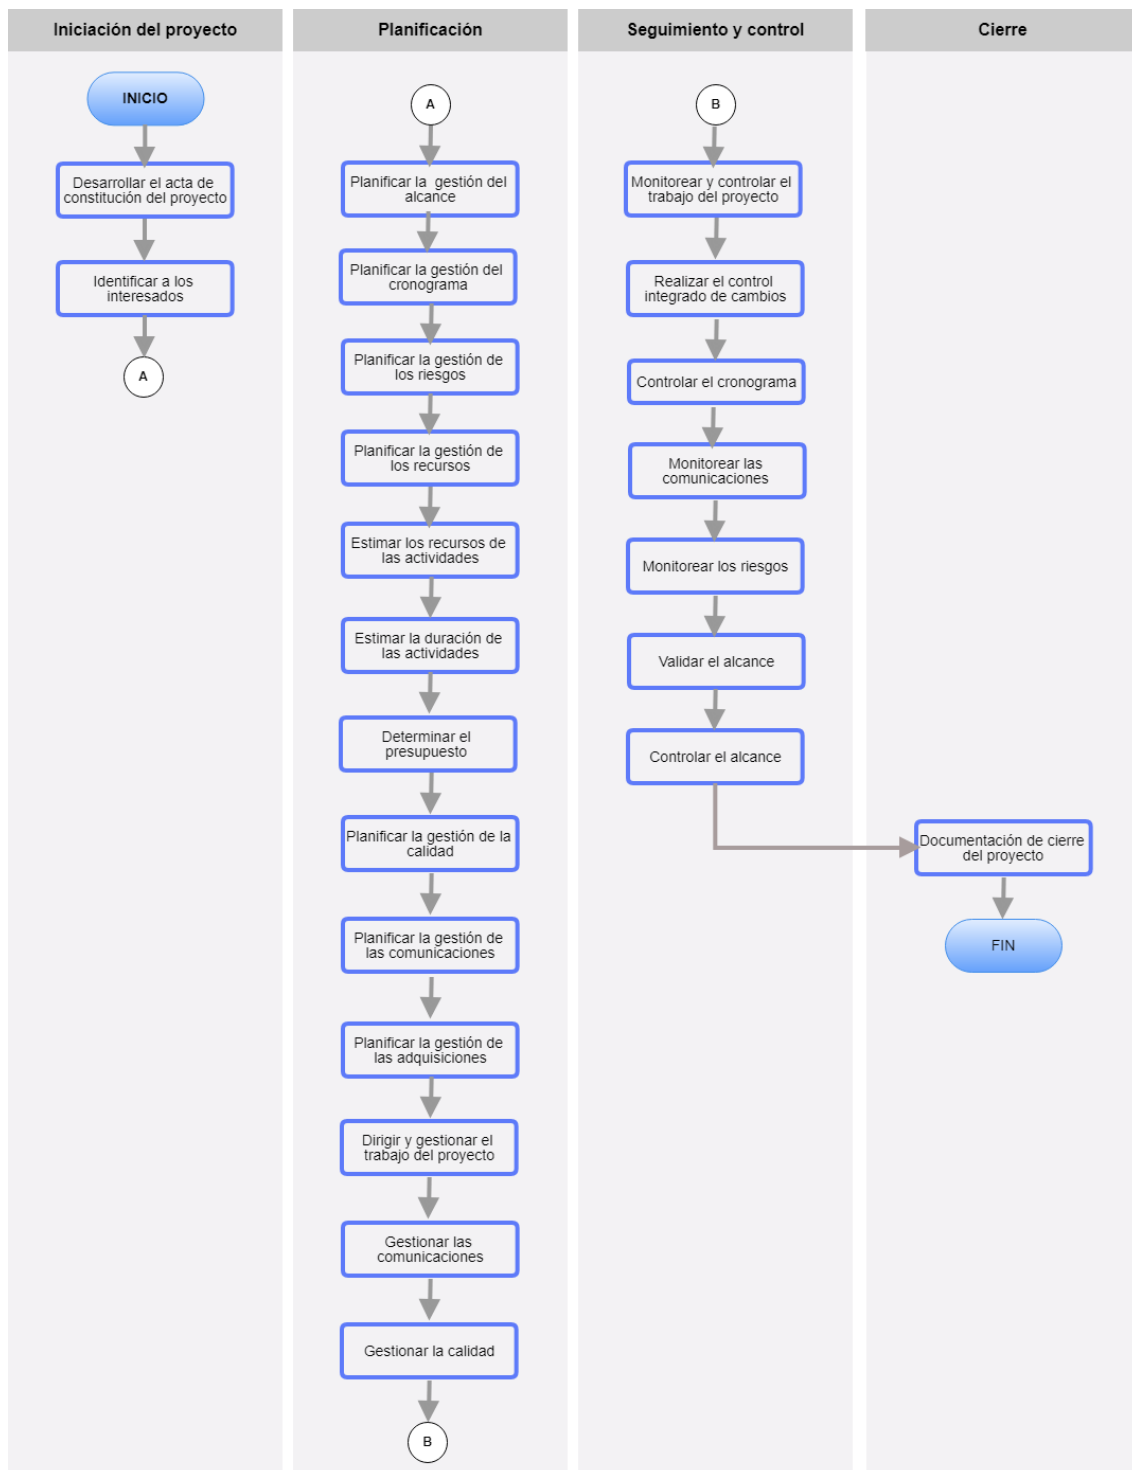 Iniciación del proyecto
INICIO
Desarrollar el acta de
constitución del proyecto
Identificar a los
interesados
A
Planificación
A
Planificar la gestión del
alcance
Planificar la gestión del
cronograma
Planificar la gestión de
los riesgos
Planificar la gestión de
los recursos
Estimar los recursos de
las actividades
Estimar la duración de
las actividades
Determinar el
presupuesto
Planificar la gestión de la
calidad
Planificar la gestión de
las comunicaciones
Planificar la gestión de
las adquisiciones
Dirigir y gestionar el
trabajo del proyecto
Gestionar las
comunicaciones
Gestionar la calidad
B
Seguimiento y control
B
Monitorear y controlar el
trabajo del proyecto
Realizar el control
integrado de cambios
Controlar el cronograma
Monitorear las
comunicaciones
Monitorear los riesgos
Validar el alcance
Controlar el alcance
Cierre
Documentación de cierre
del proyecto
FIN